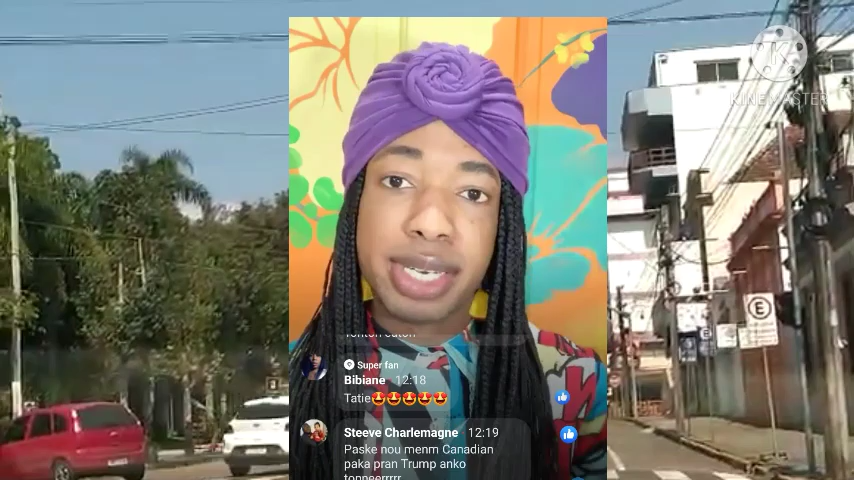 K
KINEMASTER
E
E
Super fan
Bibiane 12:18
Tatie🤩🤩🤩🤩🤩
Steeve Charlemagne 12:19
Paske nou menm Canadian
paka pran Trump anko
tonneerrrrr